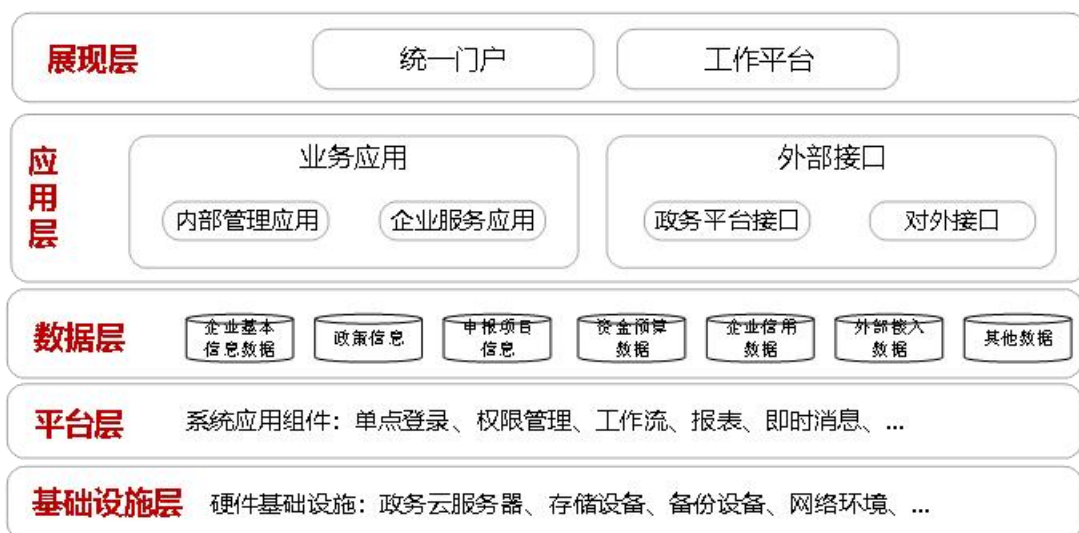 展现层 统一门户 工作平台
应用层
业务应用 外部接口
内部管理应用 企业服务应用 政务平台接口 对外接口
数据层
企业基本
信息数据
政策信息
申报项目
信息
资金预算
数据
企业信用
数据
外部接入
数据
其他数据
平台层 系统应用组件：单点登录、权限管理、工作流、报表、即时消息、...
基础设施层 硬件基础设施：政务云服务器、存储设备、备份设备、网络环境、...